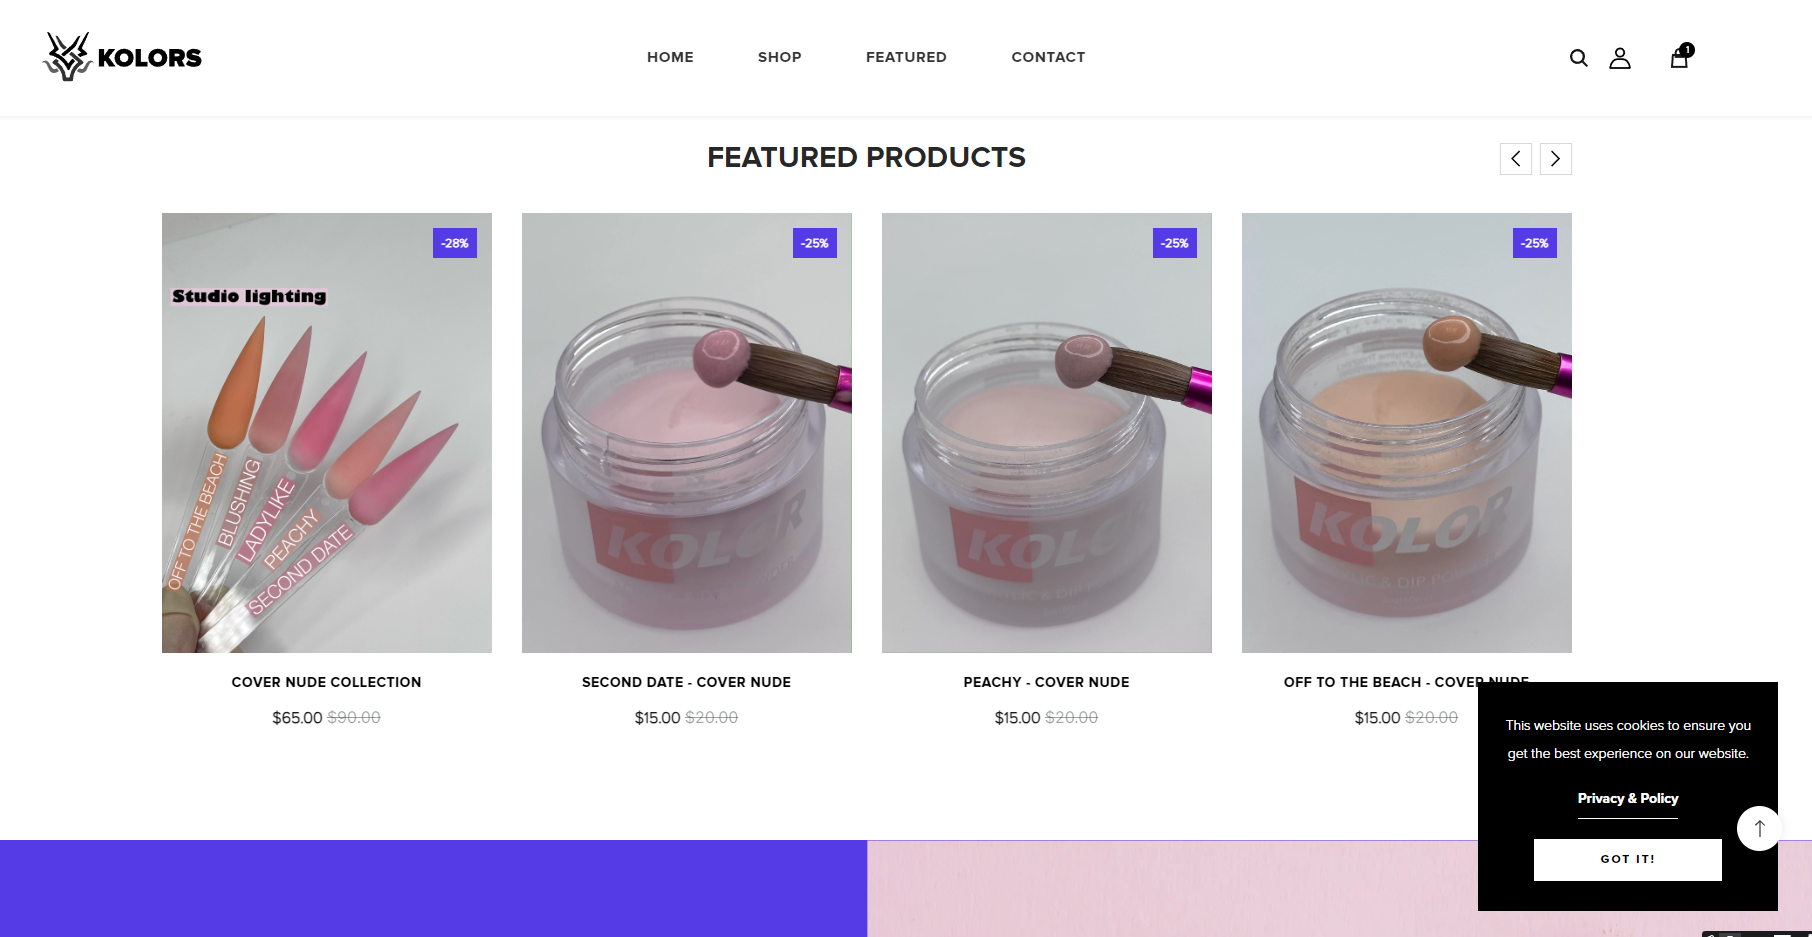 KOLORS
HOME
SHOP
FEATURED
CONTACT
1
FEATURED PRODUCTS
-28%
-25%
-25%
-25%
Studio lighting
OFF TO THE BEACH
BLUSHING
LADYLIKE
PEACHY
SECOND DATE
KOLOR
KOLO
KOLOR
& DIP
COVER NUDE COLLECTION
SECOND DATE - COVER NUDE
PEACHY - COVER NUDE
OFF TO THE BEACH - COVER NUDE
$65.00 $90.00
$15.00 $20.00
$15.00 $20.00
$15.00 $20.00
This website uses cookies to ensure you
get the best experience on our website.
Privacy & Policy
GOT IT!